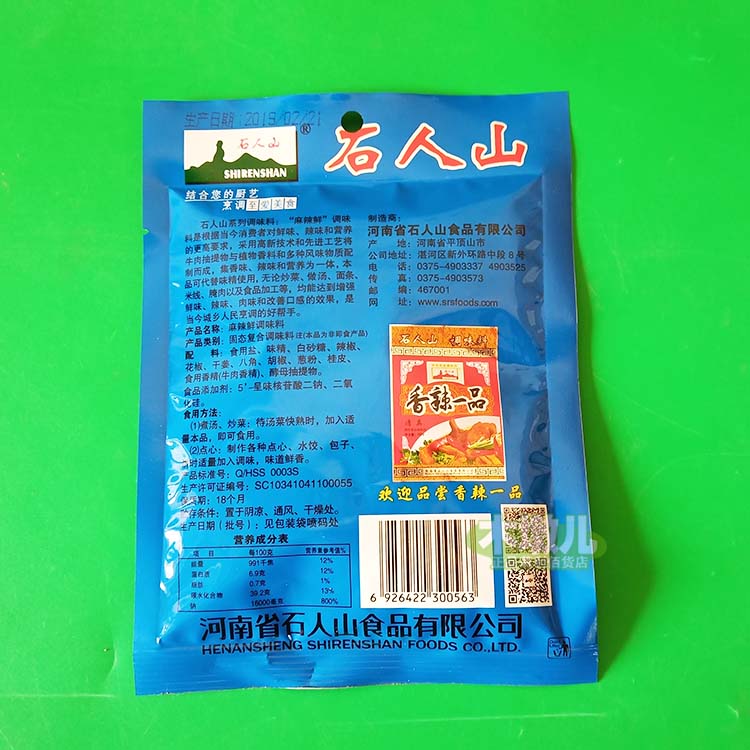 生产日期:2019/02/21
石人山
SHIRENSHAN
®
石人山
结合您的厨艺
烹调至爱美食
石人山系列调味料："麻辣鲜"调味
料是根据当今消费者对鲜味、辣味和营养
的更高要求，采用高新技术和先进工艺将
牛肉抽提物与植物香料和多种风味物质配
制而成，集香味、辣味和营养为一体，本
品可代替味精使用，无论炒菜、做汤、面条、
米线、腌肉以及食品加工等，均能达到增强
鲜味、辣味、肉味和改善口感的效果，是
当今城乡人民烹调的好帮手。
产品名称：麻辣鲜调味料
产品类别：固态复合调味料 注(本品为非即食产品)
配 料：食用盐、味精、白砂糖、辣椒、
花椒、干姜、八角、胡椒、葱粉、桂皮、
食用香精(牛肉香精)、酵母抽提物。
食品添加剂：5'-呈味核苷酸二钠、二氧
化硅。
食用方法：
(1)煮汤、炒菜：待汤菜快熟时，加入适
量本品，即可食用。
(2)点心：制作各种点心、水饺、包子、
时适量加入调味，味道鲜香。
产品标准号：Q/HSS 0003S
生产许可证编号：SC10341041100055
保质期：18个月
贮存条件：置于阴凉、通风、干燥处。
生产日期（批号）：见包装袋喷码处
营养成分表
项目 每100克 营养素参考值%
能量 991千焦 12%
蛋白质 6.9克 12%
脂肪 0.7克 1%
碳水化合物 39.2克 13%
钠 16000毫克 800%
制造商：
河南省石人山食品有限公司
产 地：河南省平顶山市
公司地址：湛河区新外环路中段8号
电 话：0375-4903337 4903525
传 真：0375-4903573
邮 编：467001
网 址：www.srsfoods.com
石人山 调味料
香辣一品
清真
欢迎品尝香辣一品
6 926422 300563
正 百貨店
河南省石人山食品有限公司
HENANSHENG SHIRENSHAN FOODS CO.,LTD.